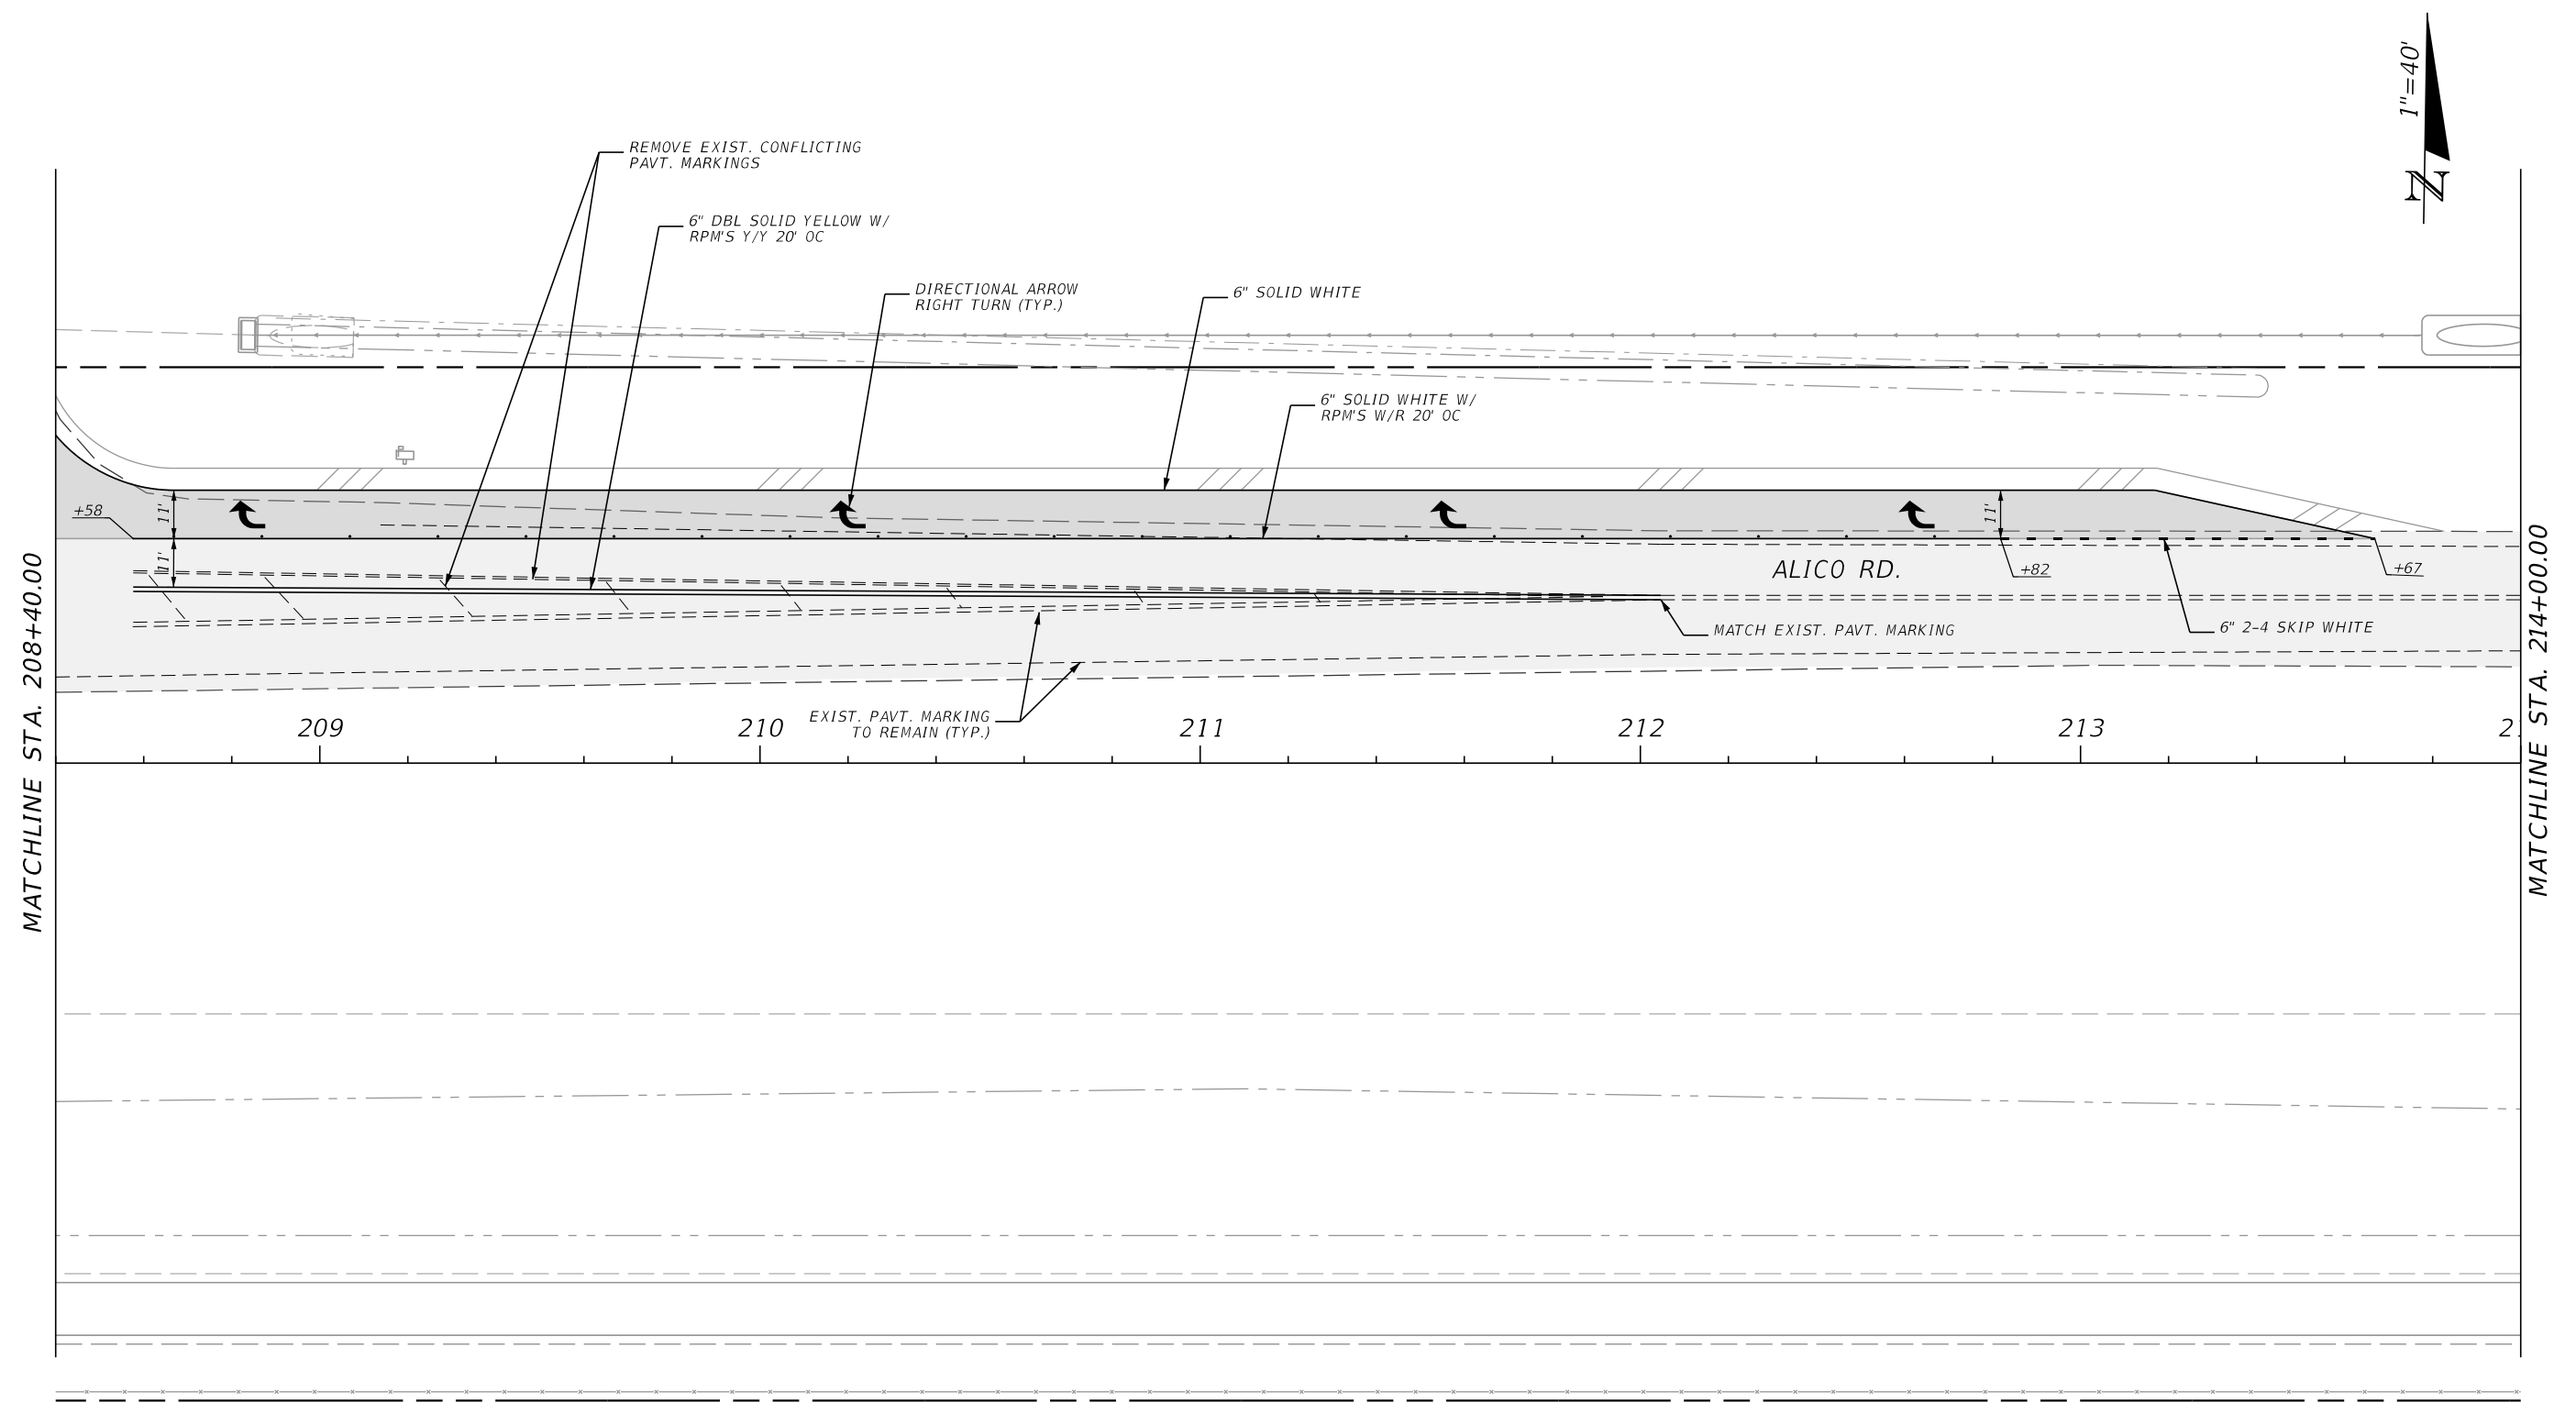 1"=40'
N
REMOVE EXIST. CONFLICTING
PAVT. MARKINGS
6" DBL SOLID YELLOW W/
RPM'S Y/Y 20' OC
DIRECTIONAL ARROW
RIGHT TURN (TYP.)
6" SOLID WHITE
6" SOLID WHITE W/
RPM'S W/R 20' OC
+58
11'
11'
11'
ALICO RD.
+82
+67
MATCH EXIST. PAVT. MARKING
6" 2-4 SKIP WHITE
EXIST. PAVT. MARKING
TO REMAIN (TYP.)
209
210
211
212
213
MATCHLINE STA. 208+40.00
MATCHLINE STA. 214+00.00